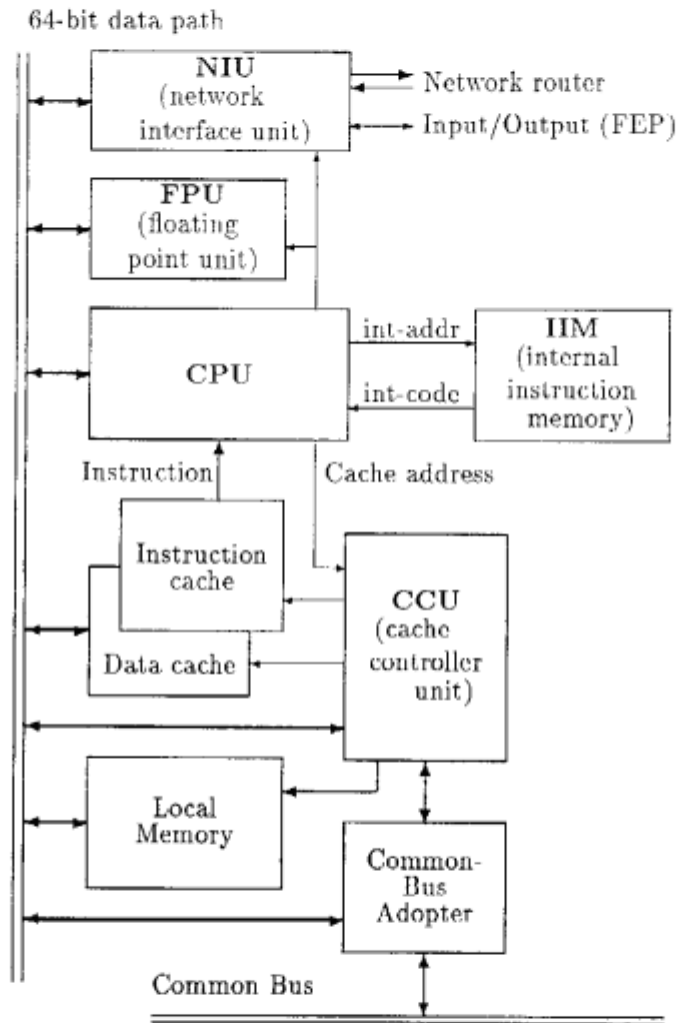 64-bit data path
NIU
(network
interface unit)
Network router
Input/Output (FEP)
FPU
(floating
point unit)
CPU
int-addr
int-code
IIM
(internal
instruction
memory)
Instruction
Cache address
Instruction
cache
Data cache
CCU
(cache
controller
unit)
Local
Memory
Common-
Bus
Adopter
Common Bus